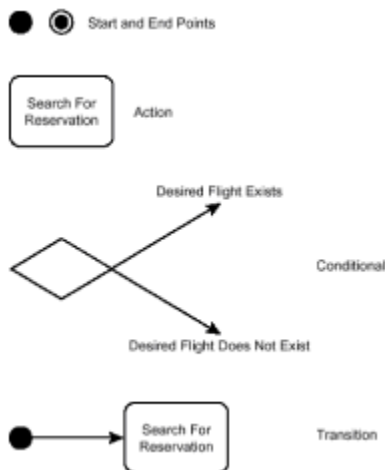 Start and End Points
Search For
Reservation
Action
Desired Flight Exists
Conditional
Desired Flight Does Not Exist
Search For
Reservation
Transition